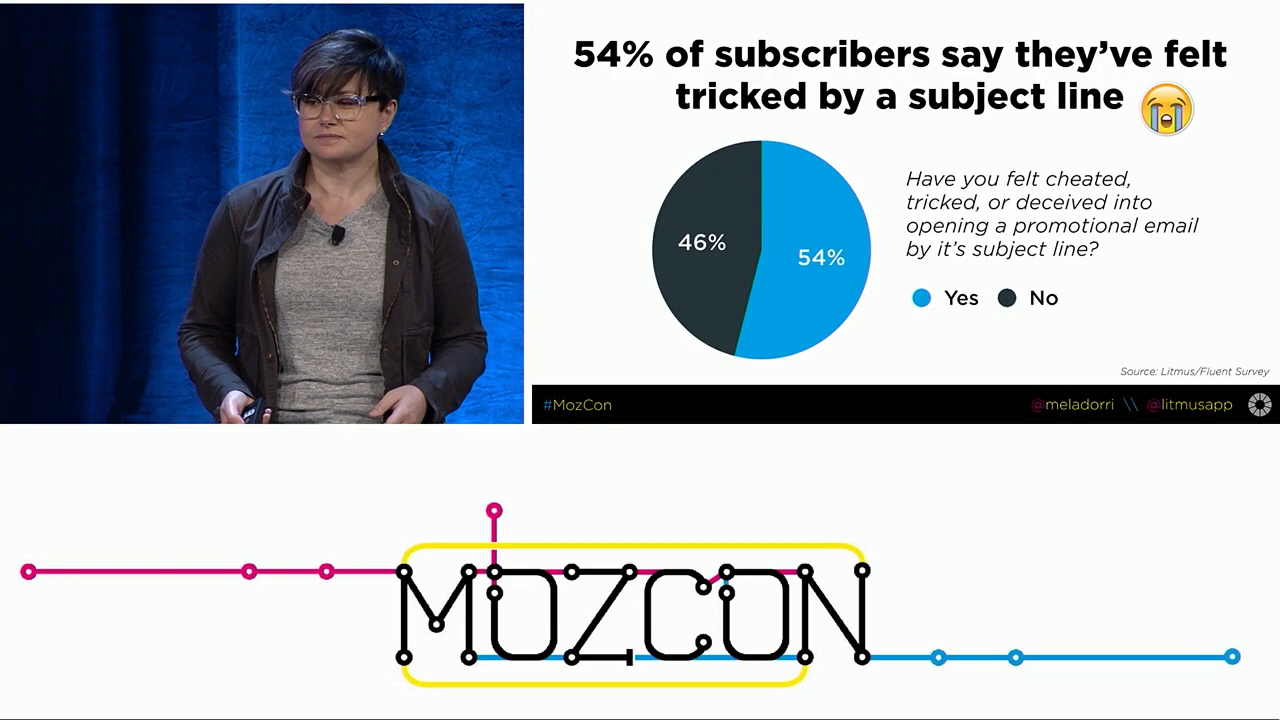 54% of subscribers say they’ve felt
tricked by a subject line
46%
54%
Have you felt cheated,
tricked, or deceived into
opening a promotional email
by it’s subject line?
Yes No
Source: Litmus/Fluent Survey
#MozCon
@meladorri \\ @litmusapp
MOZCON